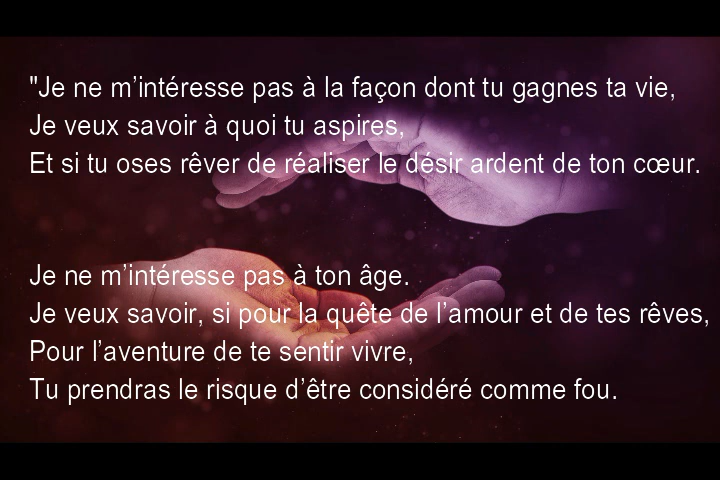 "Je ne m’intéresse pas à la façon dont tu gagnes ta vie,
Je veux savoir à quoi tu aspires,
Et si tu oses rêver de réaliser le désir ardent de ton cœur.
Je ne m’intéresse pas à ton âge.
Je veux savoir, si pour la quête de l’amour et de tes rêves,
Pour l’aventure de te sentir vivre,
Tu prendras le risque d’être considéré comme fou.